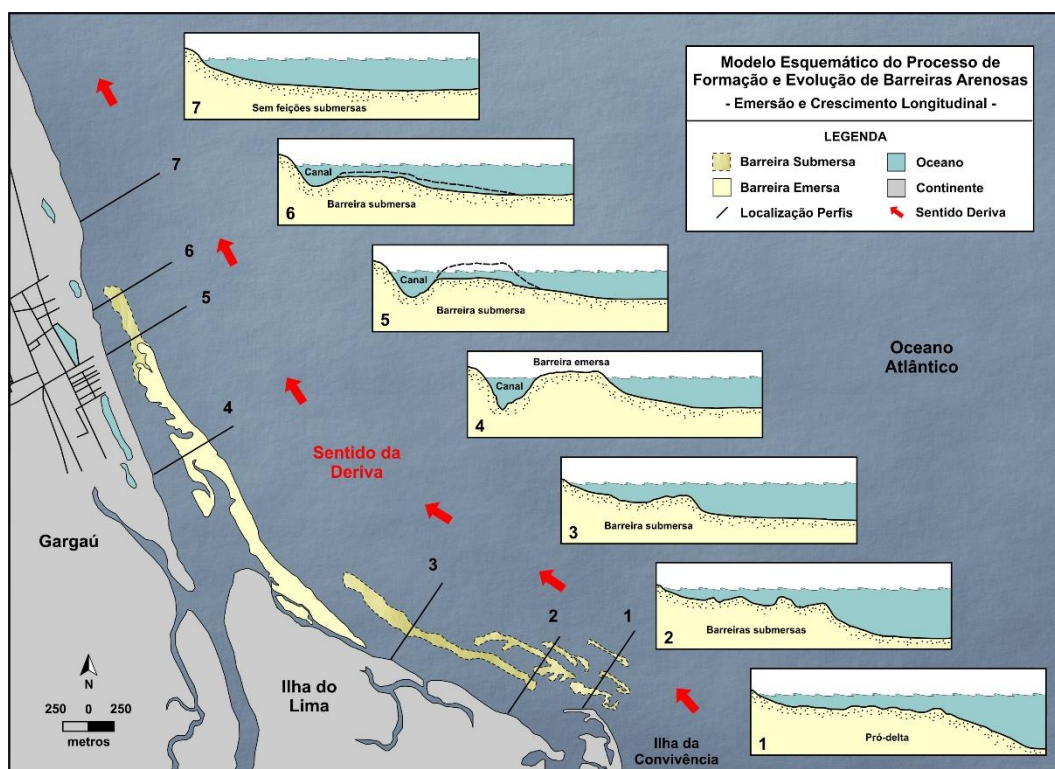 Modelo Esquemático do Processo de
Formação e Evolução de Barreiras Arenosas
- Emersão e Crescimento Longitudinal -
LEGENDA
Barreira Submersa
Oceano
Barreira Emersa
Continente
Localização Perfis
Sentido Deriva
Sem feições submersas
7
Canal
Barreira submersa
6
Canal
Barreira submersa
5
Barreira emersa
Canal
4
Barreira submersa
3
Barreiras submersas
2
Pró-delta
1
7
6
5
4
3
2
1
Oceano
Atlântico
Sentido da
Deriva
Gargaú
Ilha do
Lima
Ilha da
Convivência
N
250 0 250
metros